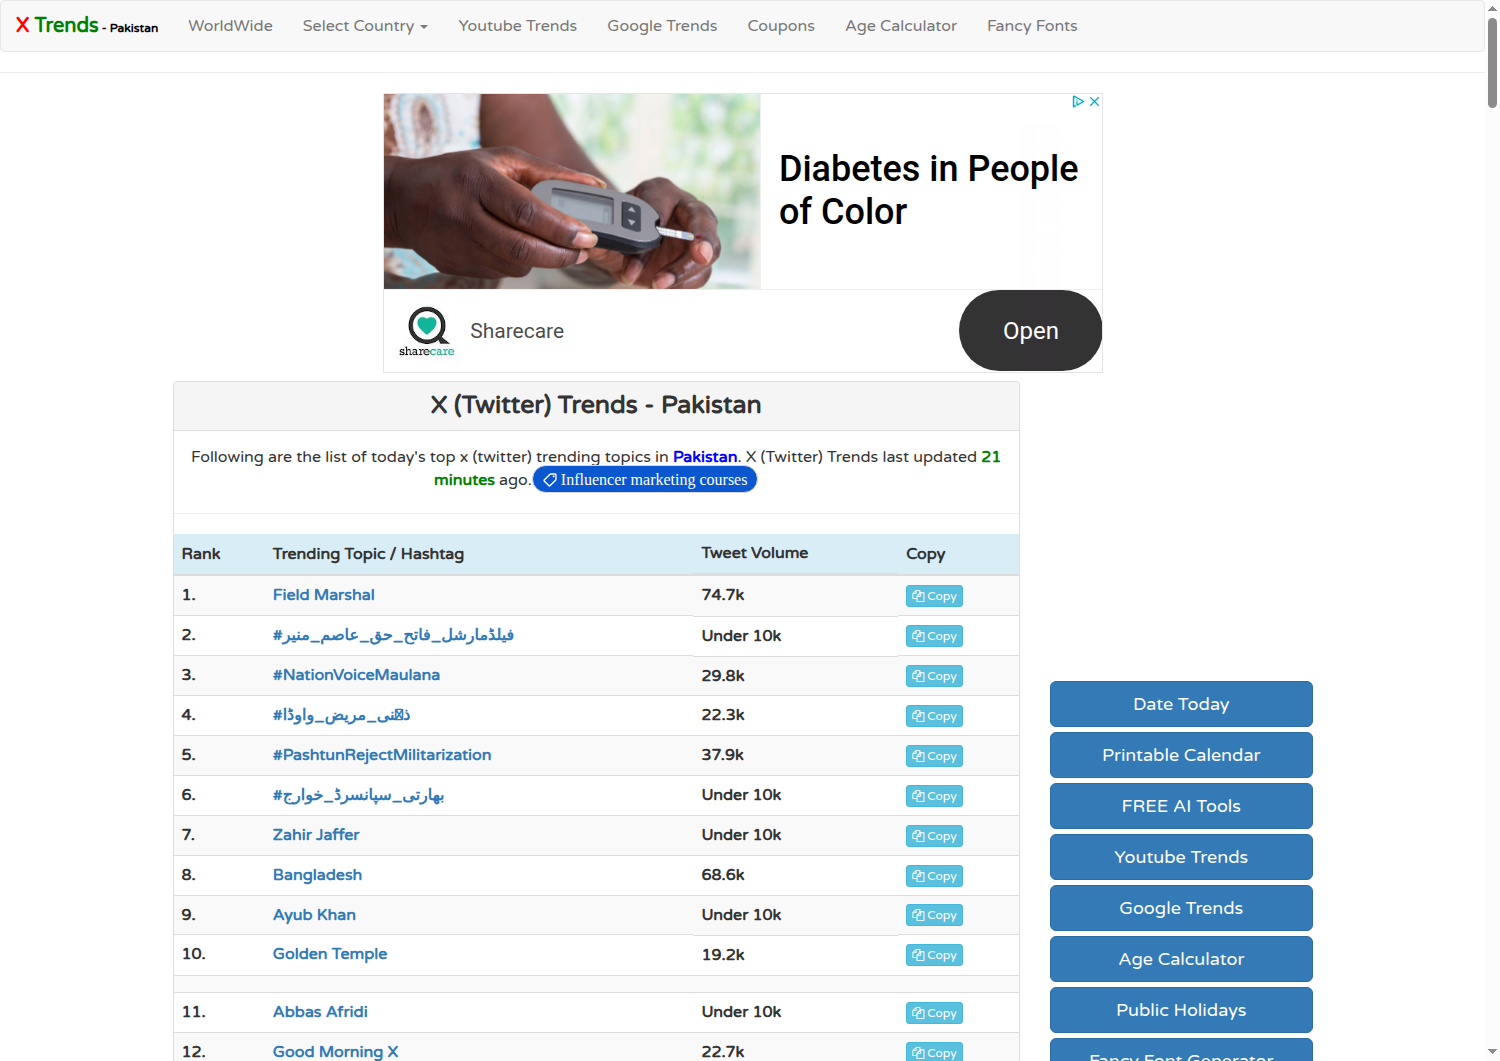 X Trends - Pakistan WorldWide Select Country Youtube Trends Google Trends Coupons Age Calculator Fancy Fonts
Diabetes in People
of Color
sharecare Sharecare Open
X (Twitter) Trends - Pakistan
Following are the list of today's top x (twitter) trending topics in Pakistan. X (Twitter) Trends last updated 21
minutes ago. Influencer marketing courses
Rank Trending Topic / Hashtag Tweet Volume Copy
1. Field Marshal 74.7k Copy
2. #فیلڈمارشل_فاتح_حق_عاصم_منیر Under 10k Copy
3. #NationVoiceMaulana 29.8k Copy
4. #ذہنی_مریض_واوڈا 22.3k Copy
5. #PashtunRejectMilitarization 37.9k Copy
6. #بھارتی_سپانسرڈ_خوارج Under 10k Copy
7. Zahir Jaffer Under 10k Copy
8. Bangladesh 68.6k Copy
9. Ayub Khan Under 10k Copy
10. Golden Temple 19.2k Copy
11. Abbas Afridi Under 10k Copy
12. Good Morning X 22.7k Copy
Date Today
Printable Calendar
FREE AI Tools
Youtube Trends
Google Trends
Age Calculator
Public Holidays
Fancy Font Generator